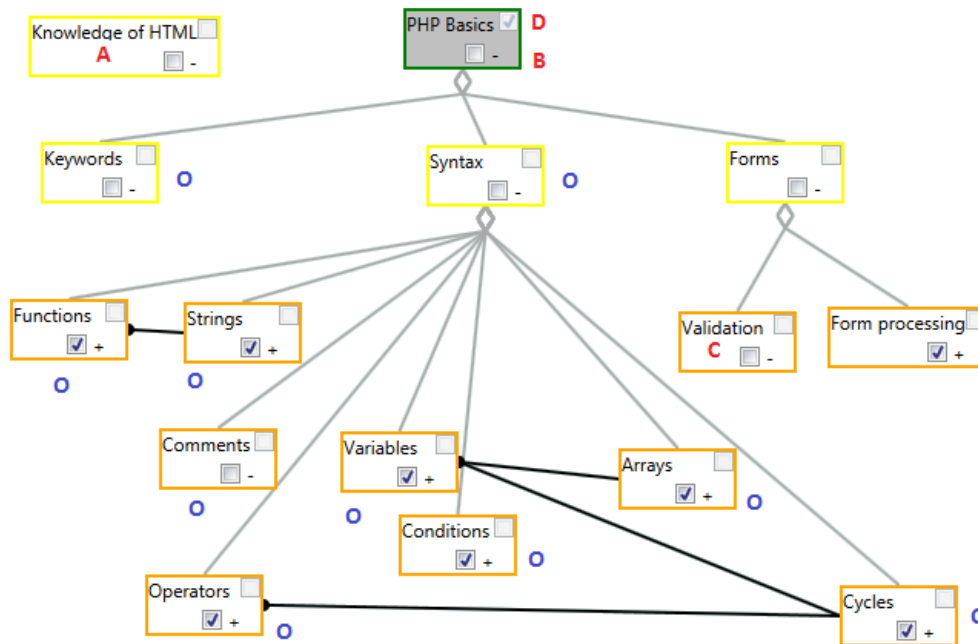 Knowledge of HTML
A
-
PHP Basics
D
-
B
Keywords
-
O
Syntax
-
O
Forms
-
Functions
+
O
Strings
+
O
Validation
C
-
Form processing
+
Comments
-
O
Variables
+
O
Arrays
+
O
Conditions
+
O
Operators
+
O
Cycles
+
O